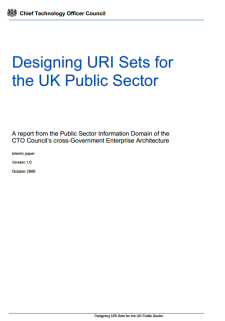 Chief Technology Officer Council
Designing URI Sets for
the UK Public Sector
A report from the Public Sector Information Domain of the
CTO Council's cross-Government Enterprise Architecture
Interim paper
Version 1.0
October 2009
Designing URI Sets for the UK Public Sector